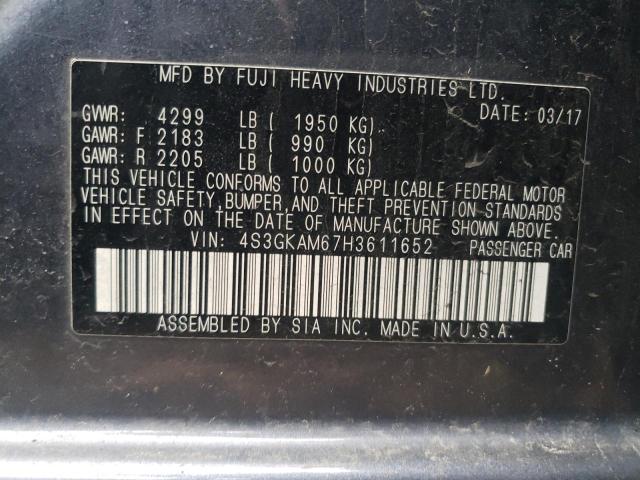 MFD BY FUJI HEAVY INDUSTRIES LTD.
DATE: 03/17
GVWR: 4299 LB ( 1950 KG)
GAWR: F 2183 LB ( 990 KG)
GAWR: R 2205 LB ( 1000 KG)
THIS VEHICLE CONFORMS TO ALL APPLICABLE FEDERAL MOTOR
VEHICLE SAFETY, BUMPER, AND THEFT PREVENTION STANDARDS
IN EFFECT ON THE DATE OF MANUFACTURE SHOWN ABOVE.
VIN: 4S3GKAM67H3611652 PASSENGER CAR
ASSEMBLED BY SIA INC. MADE IN U.S.A.